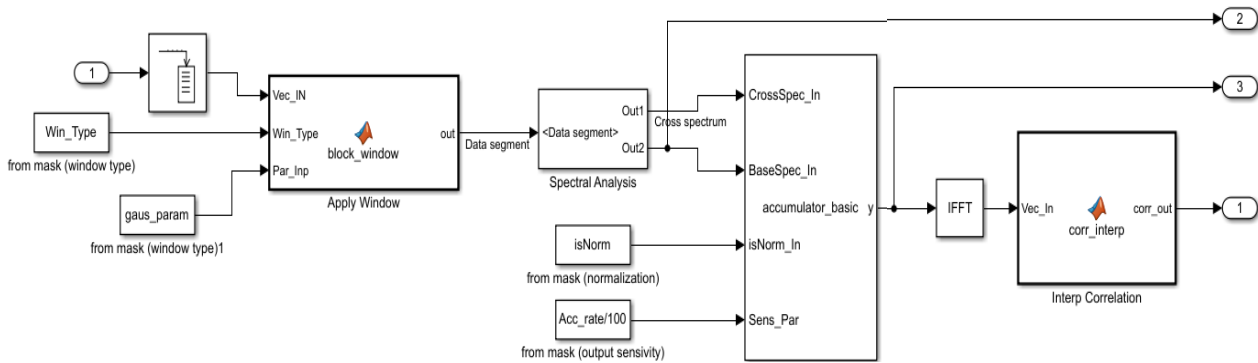 2
1
Vec_IN
Win_Type
Win_Type
block_window
out
Par_Inp
from mask (window type)
Apply Window
Data segment
gaus_param
from mask (window type)1
<Data segment>
Out1
Out2
Cross spectrum
Spectral Analysis
CrossSpec_In
BaseSpec_In
accumulator_basic
y
isNorm_In
Sens_Par
isNorm
from mask (normalization)
Acc_rate/100
from mask (output sensivity)
3
IFFT
Vec_In
corr_interp
corr_out
Interp Correlation
1